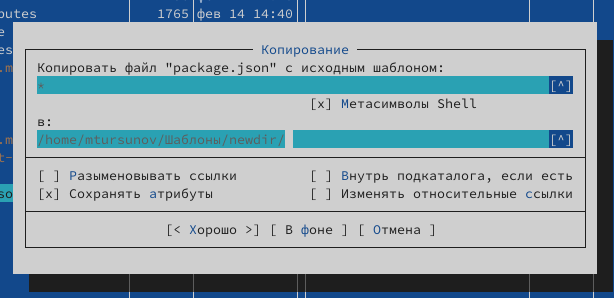 butes 1765 фев 14 14:40
Копирование
Копировать файл "package.json" с исходным шаблоном:
* [^]
[x] Метасимволы Shell
в:
/home/mtursunov/Шаблоны/newdir/ [^]
[ ] Разыменовывать ссылки [ ] Внутрь подкаталога, если есть
[x] Сохранять атрибуты [ ] Изменять относительные ссылки
[< Хорошо >] [ В фоне ] [ Отмена ]